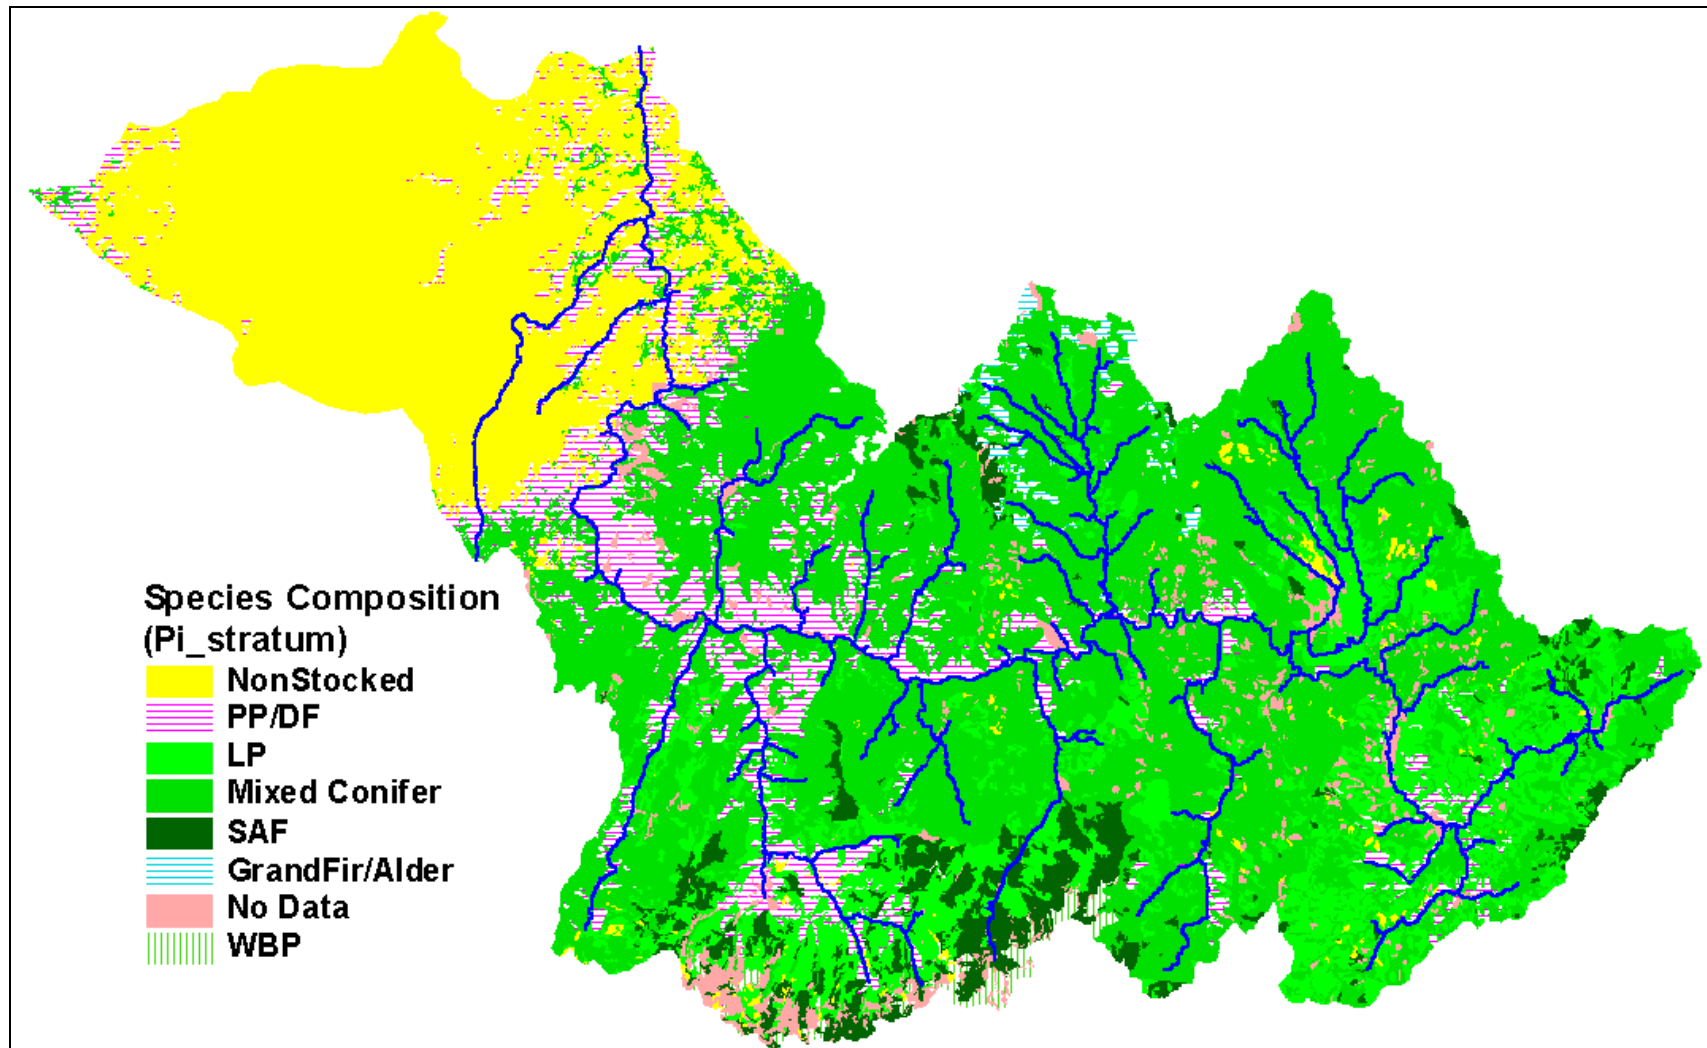 Species Composition
(Pi_stratum)
NonStocked
PP/DF
LP
Mixed Conifer
SAF
GrandFir/Alder
No Data
WBP